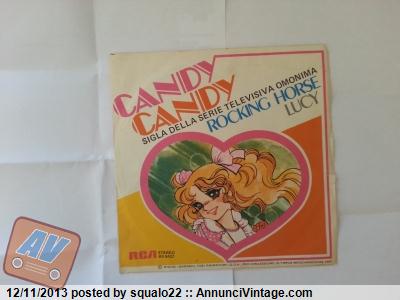 CANDY
CANDY
SIGLA DELLA SERIE TELEVISIVA OMONIMA
ROCKING HORSE
LUCY
RCA STEREO
AV
12/11/2013 posted by squalo22 :: AnnunciVintage.com